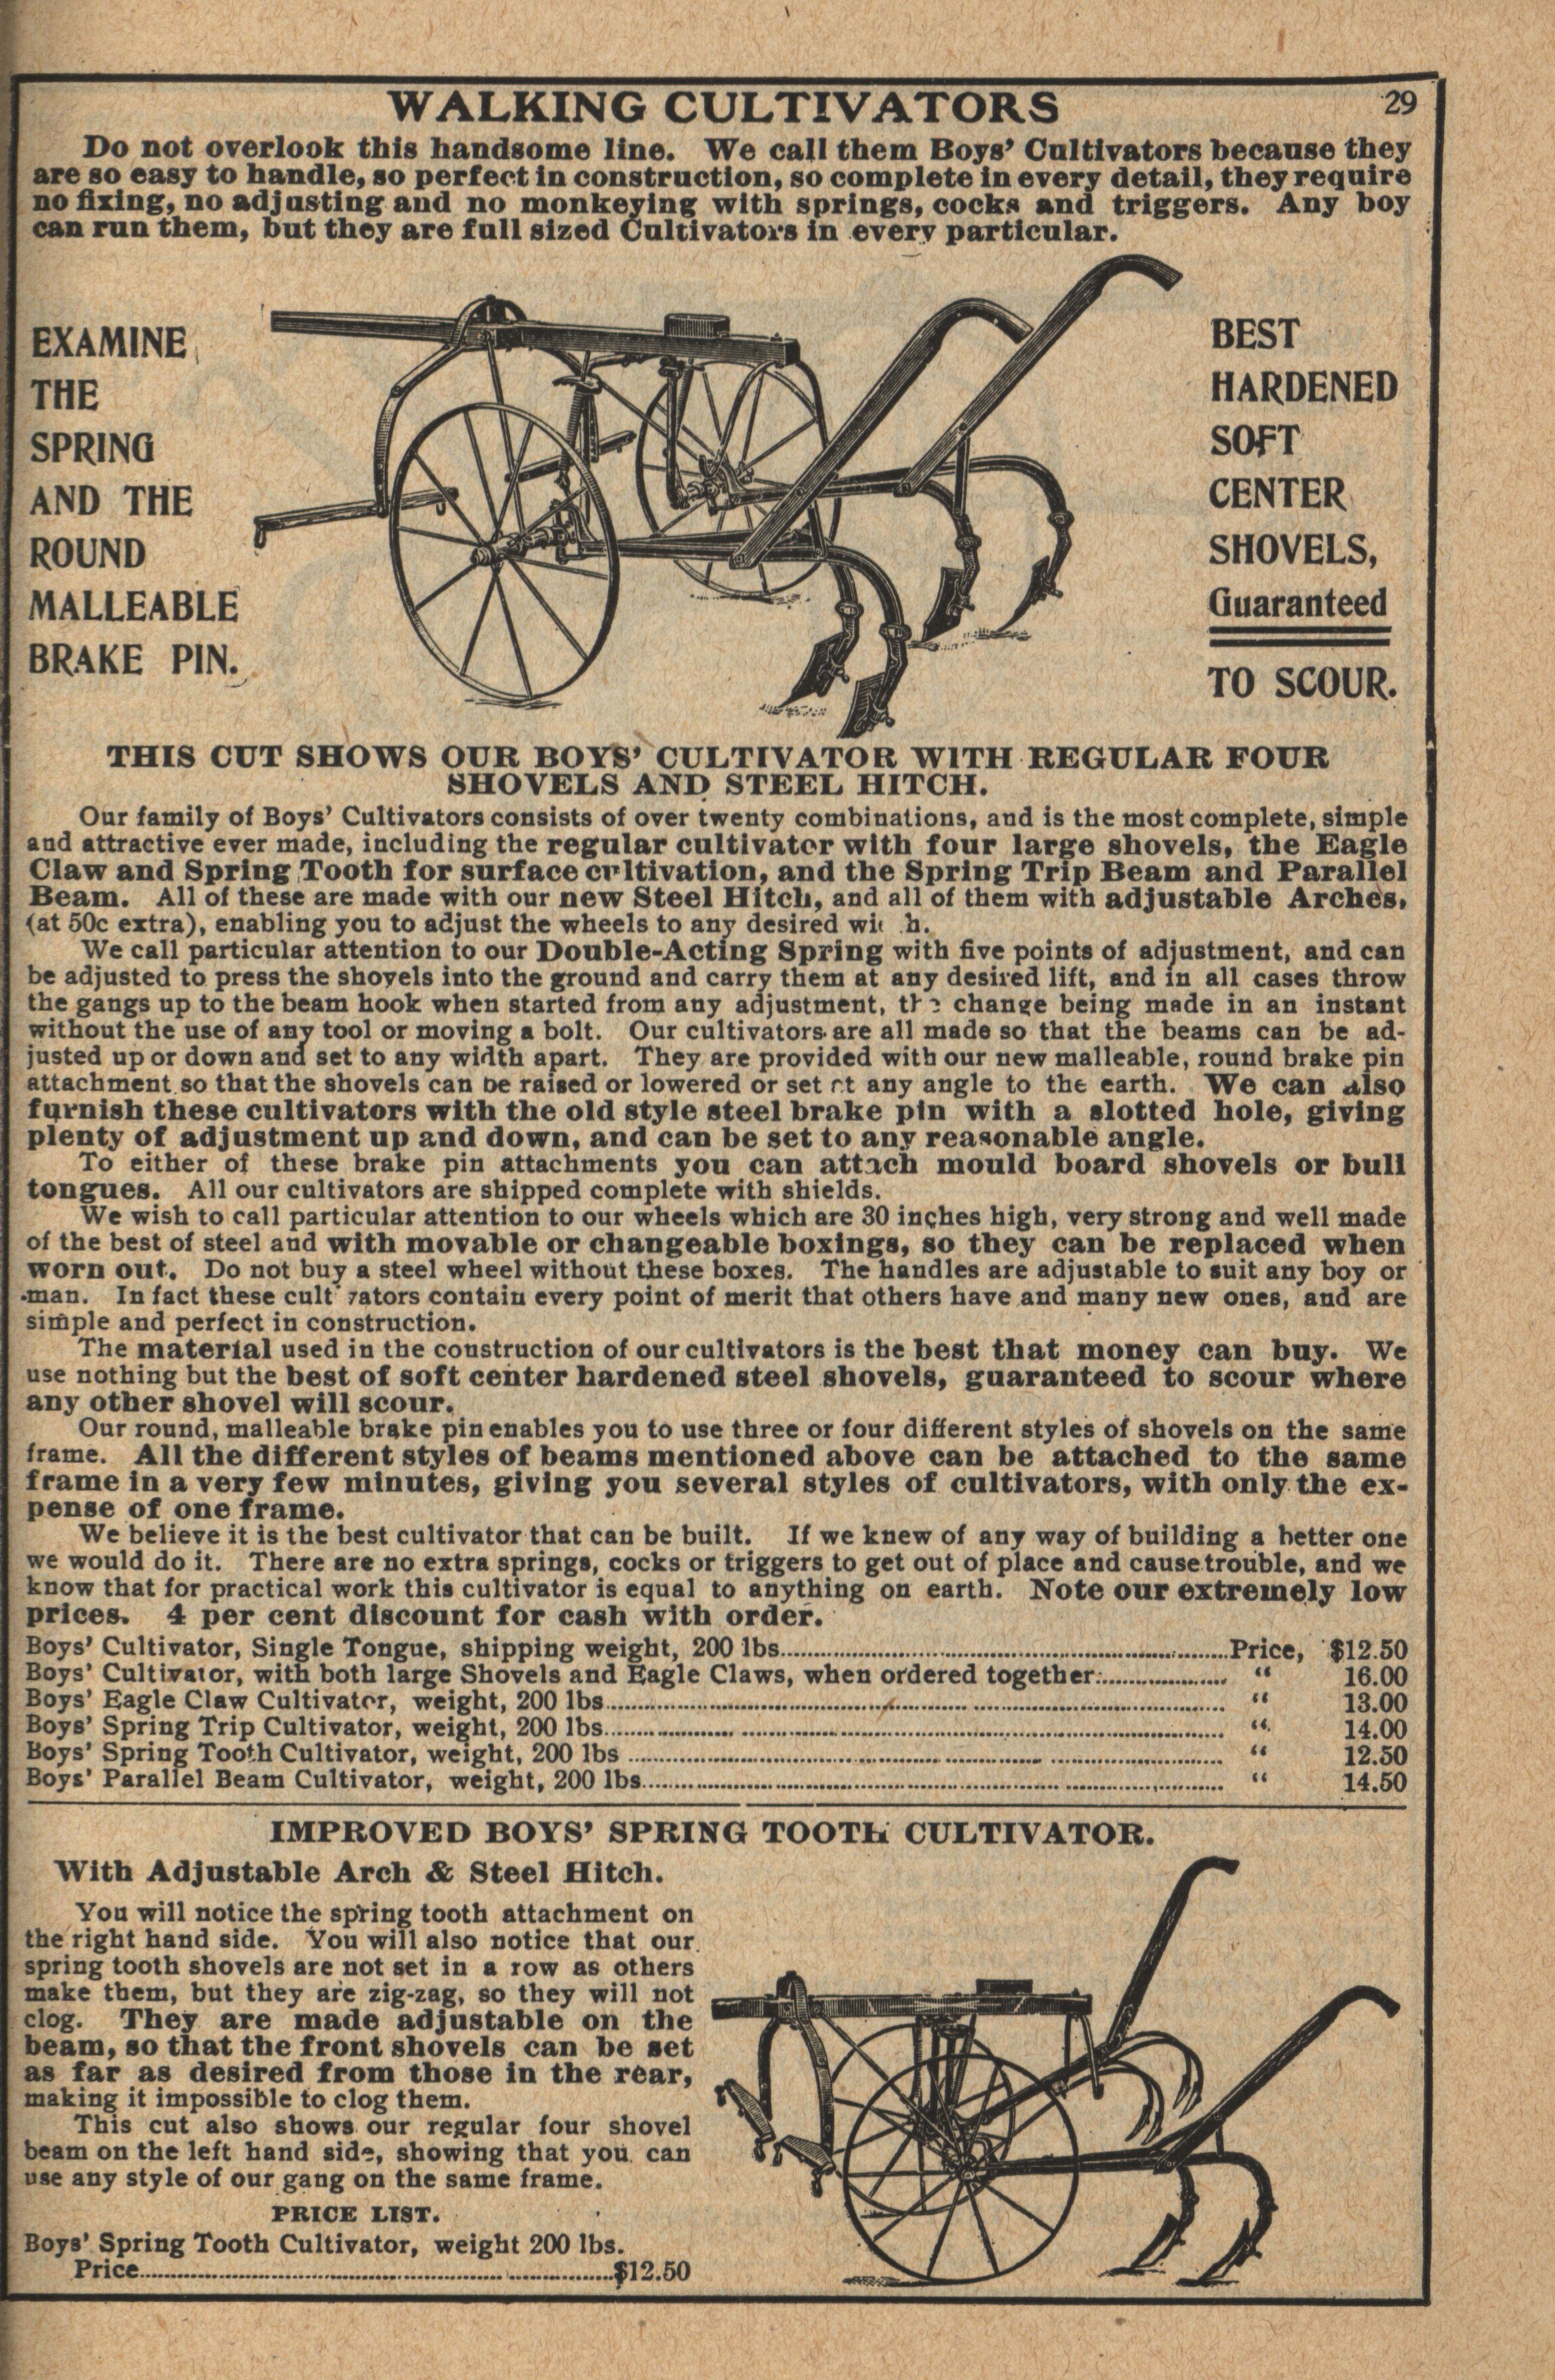 WALKING CULTIVATORS
29
Do not overlook this handsome line. We call them Boys' Cultivators because they
are so easy to handle, so perfect in construction, so complete in every detail, they require
no fixing, no adjusting and no monkeying with springs, cocks and triggers. Any boy
can run them, but they are full sized Cultivators in every particular.
EXAMINE
THE
SPRING
AND THE
ROUND
MALLEABLE
BRAKE PIN.
BEST
HARDENED
SOFT
CENTER
SHOVELS,
Guaranteed
TO SCOUR.
THIS CUT SHOWS OUR BOYS' CULTIVATOR WITH REGULAR FOUR
SHOVELS AND STEEL HITCH.
Our family of Boys' Cultivators consists of over twenty combinations, and is the most complete, simple
and attractive ever made, including the regular cultivator with four large shovels, the Eagle
Claw and Spring Tooth for surface cultivation, and the Spring Trip Beam and Parallel
Beam. All of these are made with our new Steel Hitch, and all of them with adjustable Arches,
(at 50c extra), enabling you to adjust the wheels to any desired
We call particular attention to our Double-Acting Spring with five points of adjustment, and can
be adjusted to press the shovels into the ground and carry them at any desired lift, and in all cases throw
the gangs up to the beam hook when started from any adjustment, the change being made in an instant
without the use of any tool or moving a bolt. Our cultivators are all made so that the beams can be ad-
justed up or down and set to any width apart. They are provided with our new malleable, round brake pin
attachment so that the shovels can be raised or lowered or set at any angle to the earth. We can also
furnish these cultivators with the old style steel brake pin with a slotted hole, giving
plenty of adjustment up and down, and can be set to any reasonable angle.
To either of these brake pin attachments you can attach mould board shovels or bull
tongues. All our cultivators are shipped complete with shields.
We wish to call particular attention to our wheels which are 30 inches high, very strong and well made
of the best of steel and with movable or changeable boxings, so they can be replaced when
worn out. Do not buy a steel wheel without these boxes. The handles are adjustable to suit any boy or
man. In fact these cultivators contain every point of merit that others have and many new ones, and are
simple and perfect in construction.
The material used in the construction of our cultivators is the best that money can buy. We
use nothing but the best of soft center hardened steel shovels, guaranteed to scour where
any other shovel will scour.
Our round, malleable brake pin enables you to use three or four different styles of shovels on the same
frame. All the different styles of beams mentioned above can be attached to the same
frame in a very few minutes, giving you several styles of cultivators, with only the ex-
pense of one frame.
We believe it is the best cultivator that can be built. If we knew of any way of building a better one
we would do it. There are no extra springs, cocks or triggers to get out of place and cause trouble, and we
know that for practical work this cultivator is equal to anything on earth. Note our extremely low
prices. 4 per cent discount for cash with order.
Boys' Cultivator, Single Tongue, shipping weight, 200 lbs. Price, $12.50
Boys' Cultivator, with both large Shovels and Eagle Claws, when ordered together. " 16.00
Boys' Eagle Claw Cultivator, weight, 200 lbs. " 13.00
Boys' Spring Trip Cultivator, weight, 200 lbs. " 14.00
Boys' Spring Tooth Cultivator, weight, 200 lbs " 12.50
Boys' Parallel Beam Cultivator, weight, 200 lbs. " 14.50
IMPROVED BOYS' SPRING TOOTH CULTIVATOR.
With Adjustable Arch & Steel Hitch.
You will notice the spring tooth attachment on
the right hand side. You will also notice that our
spring tooth shovels are not set in a row as others
make them, but they are zig-zag, so they will not
clog. They are made adjustable on the
beam, so that the front shovels can be set
as far as desired from those in the rear,
making it impossible to clog them.
This cut also shows our regular four shovel
beam on the left hand side, showing that you can
use any style of our gang on the same frame.
PRICE LIST.
Boys' Spring Tooth Cultivator, weight 200 lbs.
Price. $12.50